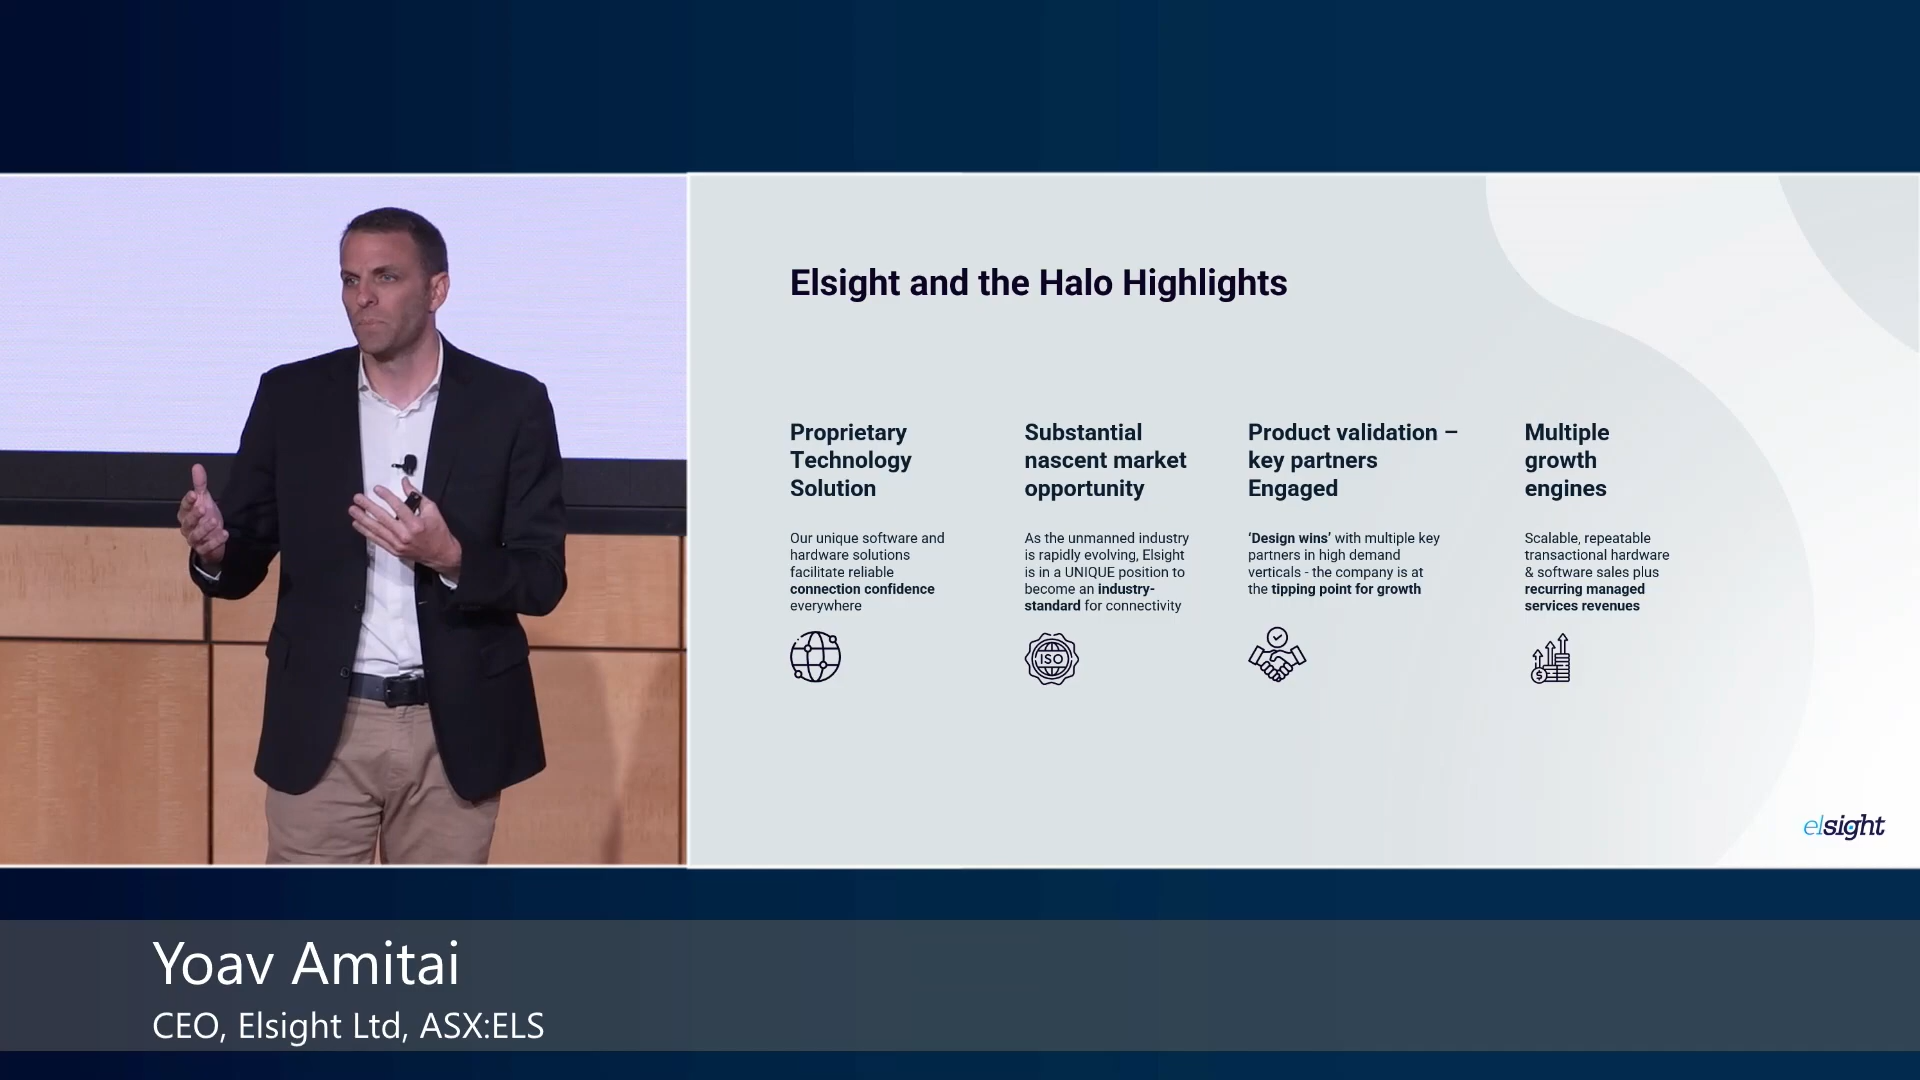 Elsight and the Halo Highlights
Proprietary
Technology
Solution
Our unique software and
hardware solutions
facilitate reliable
connection confidence
everywhere
Substantial
nascent market
opportunity
As the unmanned industry
is rapidly evolving, Elsight
is in a UNIQUE position to
become an industry-
standard for connectivity
ISO
Product validation –
key partners
Engaged
‘Design wins’ with multiple key
partners in high demand
verticals - the company is at
the tipping point for growth
Multiple
growth
engines
Scalable, repeatable
transactional hardware
& software sales plus
recurring managed
services revenues
$
elsight
Yoav Amitai
CEO, Elsight Ltd, ASX:ELS